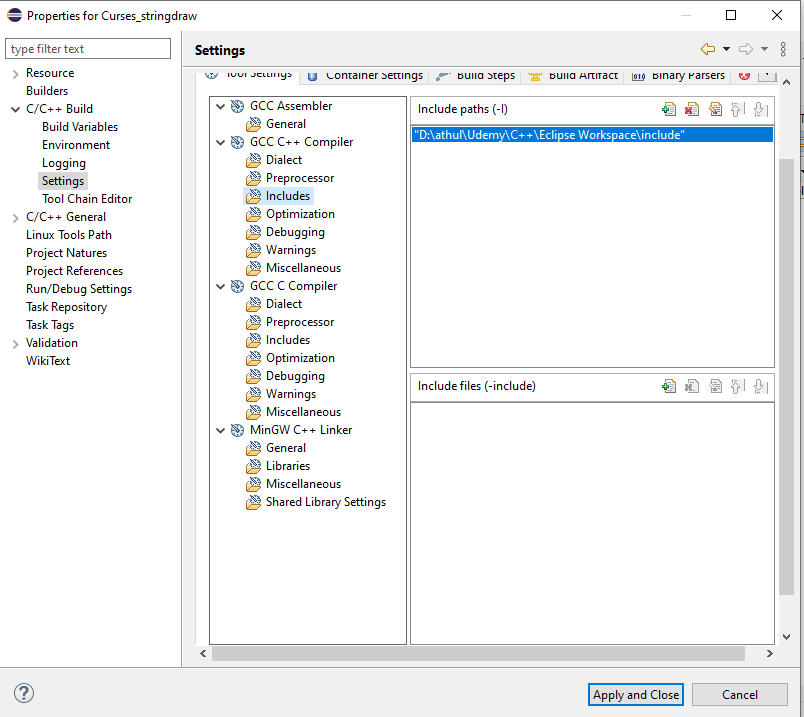 Properties for Curses_stringdraw
type filter text
Resource
Builders
C/C++ Build
Build Variables
Environment
Logging
Settings
Tool Chain Editor
C/C++ General
Linux Tools Path
Project Natures
Project References
Run/Debug Settings
Task Repository
Task Tags
Validation
WikiText
Settings
Tool Settings
Container Settings
Build Steps
Build Artifact
Binary Parsers
GCC Assembler
General
GCC C++ Compiler
Dialect
Preprocessor
Includes
Optimization
Debugging
Warnings
Miscellaneous
GCC C Compiler
Dialect
Preprocessor
Includes
Optimization
Debugging
Warnings
Miscellaneous
MinGW C++ Linker
General
Libraries
Miscellaneous
Shared Library Settings
Include paths (-I)
"D:\athul\Udemy\C++\Eclipse Workspace\include"
Include files (-include)
Apply and Close
Cancel